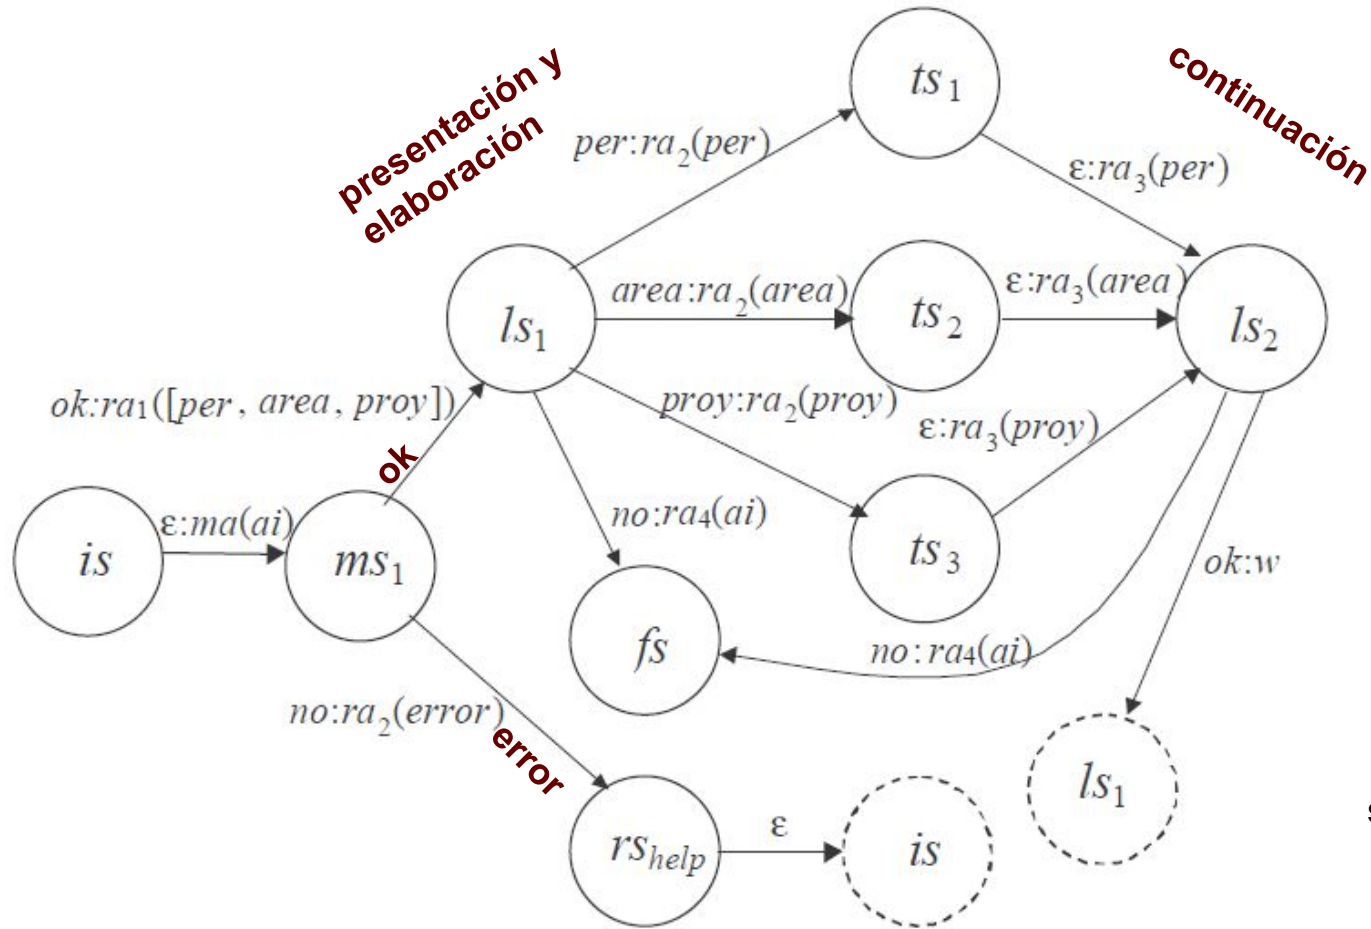 presentación y
elaboración
continuación
ts₁
per:ra₂(per)
ε:ra₃(per)
ls₁
area:ra₂(area)
ts₂
ε:ra₃(area)
ls₂
ok:ra₁([per, area, proy])
ok
proy:ra₂(proy)
ε:ra₃(proy)
is
ε:ma(ai)
ms₁
no:ra₄(ai)
ts₃
ok:w
fs
no:ra₄(ai)
no:ra₂(error)
error
ls₁
rs_help
ε
is
s